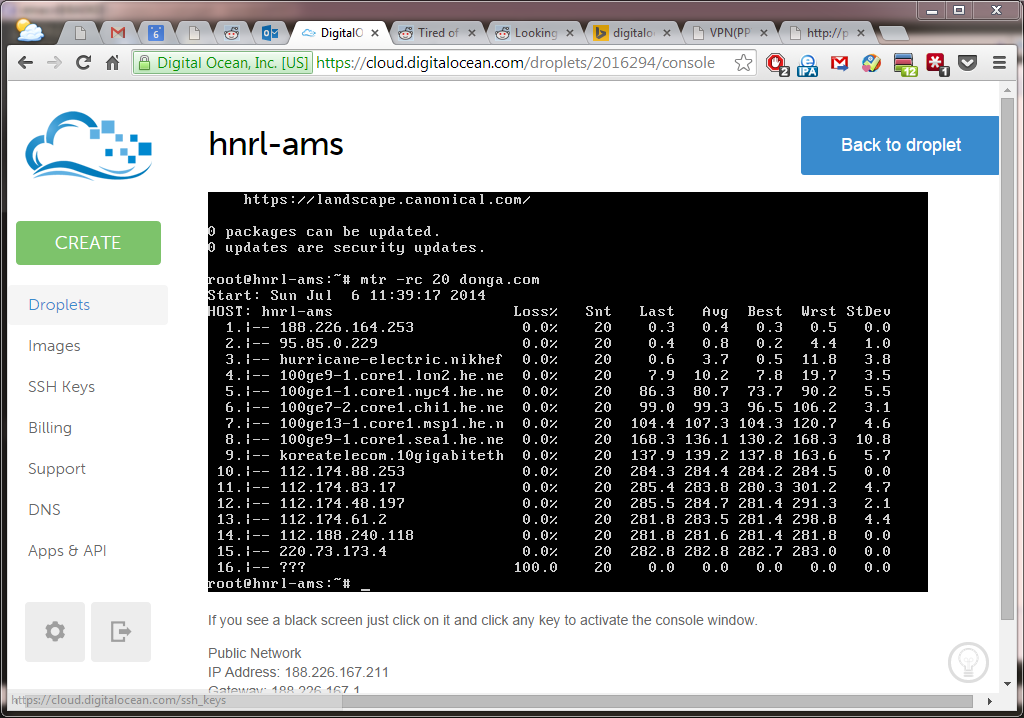 6
DigitalO
Tired of
Looking
digitalo
VPN(PP
http://p
Digital Ocean, Inc. [US] https://cloud.digitalocean.com/droplets/2016294/console
2
IPA
12
1
hnrl-ams
Back to droplet
CREATE
Droplets
Images
SSH Keys
Billing
Support
DNS
Apps & API
https://landscape.canonical.com/
0 packages can be updated.
0 updates are security updates.
root@hnrl-ams:~# mtr -rc 20 donga.com
Start: Sun Jul  6 11:39:17 2014
HOST: hnrl-ams Loss% Snt Last Avg Best Wrst StDev
1.|-- 188.226.164.253 0.0% 20 0.3 0.4 0.3 0.5 0.0
2.|-- 95.85.0.229 0.0% 20 0.4 0.8 0.2 4.4 1.0
3.|-- hurricane-electric.nikhef 0.0% 20 0.6 3.7 0.5 11.8 3.8
4.|-- 100ge9-1.core1.lon2.he.ne 0.0% 20 7.9 10.2 7.8 19.7 3.5
5.|-- 100ge1-1.core1.nyc4.he.ne 0.0% 20 86.3 80.7 73.7 90.2 5.5
6.|-- 100ge7-2.core1.chi1.he.ne 0.0% 20 99.0 99.3 96.5 106.2 3.1
7.|-- 100ge13-1.core1.msp1.he.n 0.0% 20 104.4 107.3 104.3 120.7 4.6
8.|-- 100ge9-1.core1.sea1.he.ne 0.0% 20 168.3 136.1 130.2 168.3 10.8
9.|-- koreatelecom.10gigabiteth 0.0% 20 137.9 139.2 137.8 163.6 5.7
10.|-- 112.174.88.253 0.0% 20 284.3 284.4 284.2 284.5 0.0
11.|-- 112.174.83.17 0.0% 20 285.4 283.8 280.3 301.2 4.7
12.|-- 112.174.48.197 0.0% 20 285.5 284.7 281.4 291.3 2.1
13.|-- 112.174.61.2 0.0% 20 281.8 283.5 281.4 298.8 4.4
14.|-- 112.188.240.118 0.0% 20 281.8 281.6 281.4 281.8 0.0
15.|-- 220.73.173.4 0.0% 20 282.8 282.8 282.7 283.0 0.0
16.|-- ??? 100.0 20 0.0 0.0 0.0 0.0 0.0
root@hnrl-ams:~# _
If you see a black screen just click on it and click any key to activate the console window.
Public Network
IP Address: 188.226.167.211
Gateway: 188.226.167.1
https://cloud.digitalocean.com/ssh_keys